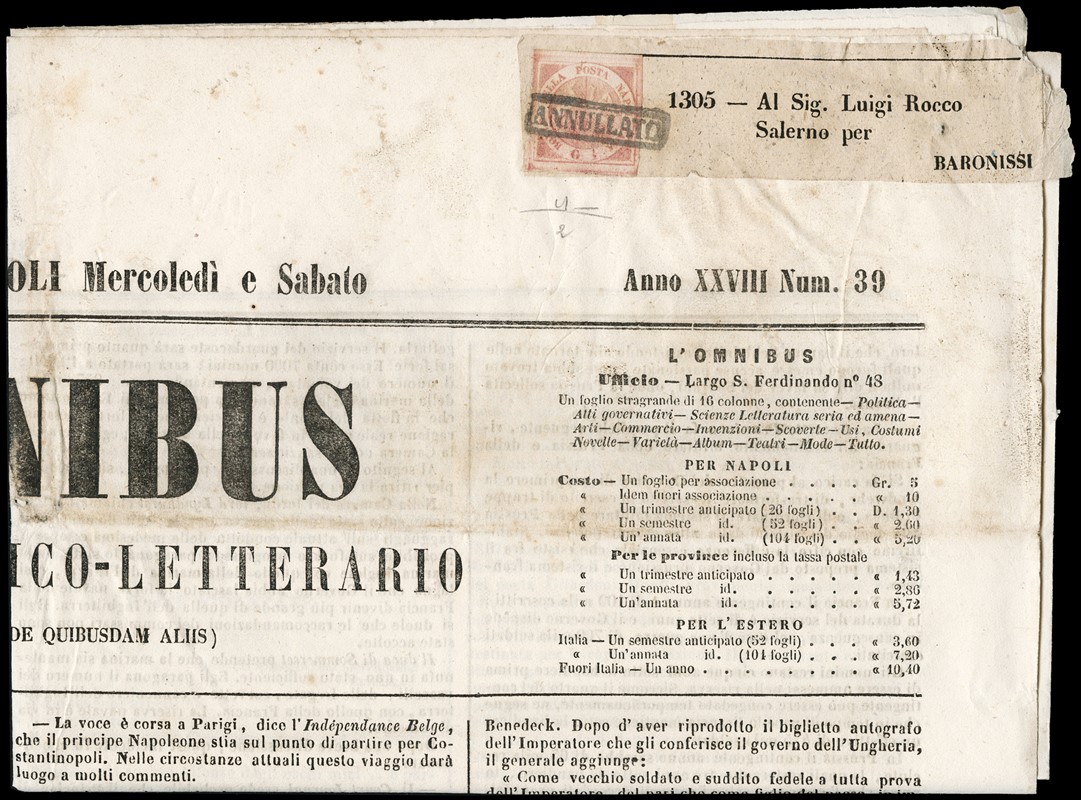 ELLA POSTA NAP
ANNULLATO
G 1
1305 — Al Sig. Luigi Rocco
Salerno per
BARONISSI
4
2
OLI Mercoledì e Sabato
Anno XXVIII Num. 39
NIBUS
ICO-LETTERARIO
DE QUIBUSDAM ALIIS)
L'OMNIBUS
Ufficio — Largo S. Ferdinando nº 48
Un foglio stragrande di 16 colonne, contenente— Politica—
Atti governativi— Scienze Letteratura seria ed amena—
Arti—Commercio—Invenzioni—Scoverte—Usi, Costumi
Novelle—Varietà—Album—Teatri—Mode—Tutto.
PER NAPOLI
Costo — Un foglio per associazione . . . . Gr. 5
« Idem fuori associazione . . . . « 10
« Un trimestre anticipato (26 fogli) . . D. 1,30
« Un semestre id. (52 fogli) . . « 2,60
« Un'annata id. (104 fogli) . . « 5,20
Per le province incluso la tassa postale
« Un trimestre anticipato . . . . . « 1,43
« Un semestre id. . . . . . « 2,86
« Un'annata id. . . . . . « 5,72
PER L'ESTERO
Italia — Un semestre anticipato (52 fogli) . . . « 3,60
« Un'annata id. (104 fogli) . . . « 7,20
Fuori Italia — Un anno . . . . . . . « 10,40
— La voce è corsa a Parigi, dice l'Indépendance Belge,
che il principe Napoleone stia sul punto di partire per Co-
stantinopoli. Nelle circostanze attuali questo viaggio darà
luogo a molti commenti.
Benedeck. Dopo d'aver riprodotto il biglietto autografo
dell'Imperatore che gli conferisce il governo dell'Ungheria,
il generale aggiunge:
« Come vecchio soldato e suddito fedele a tutta prova